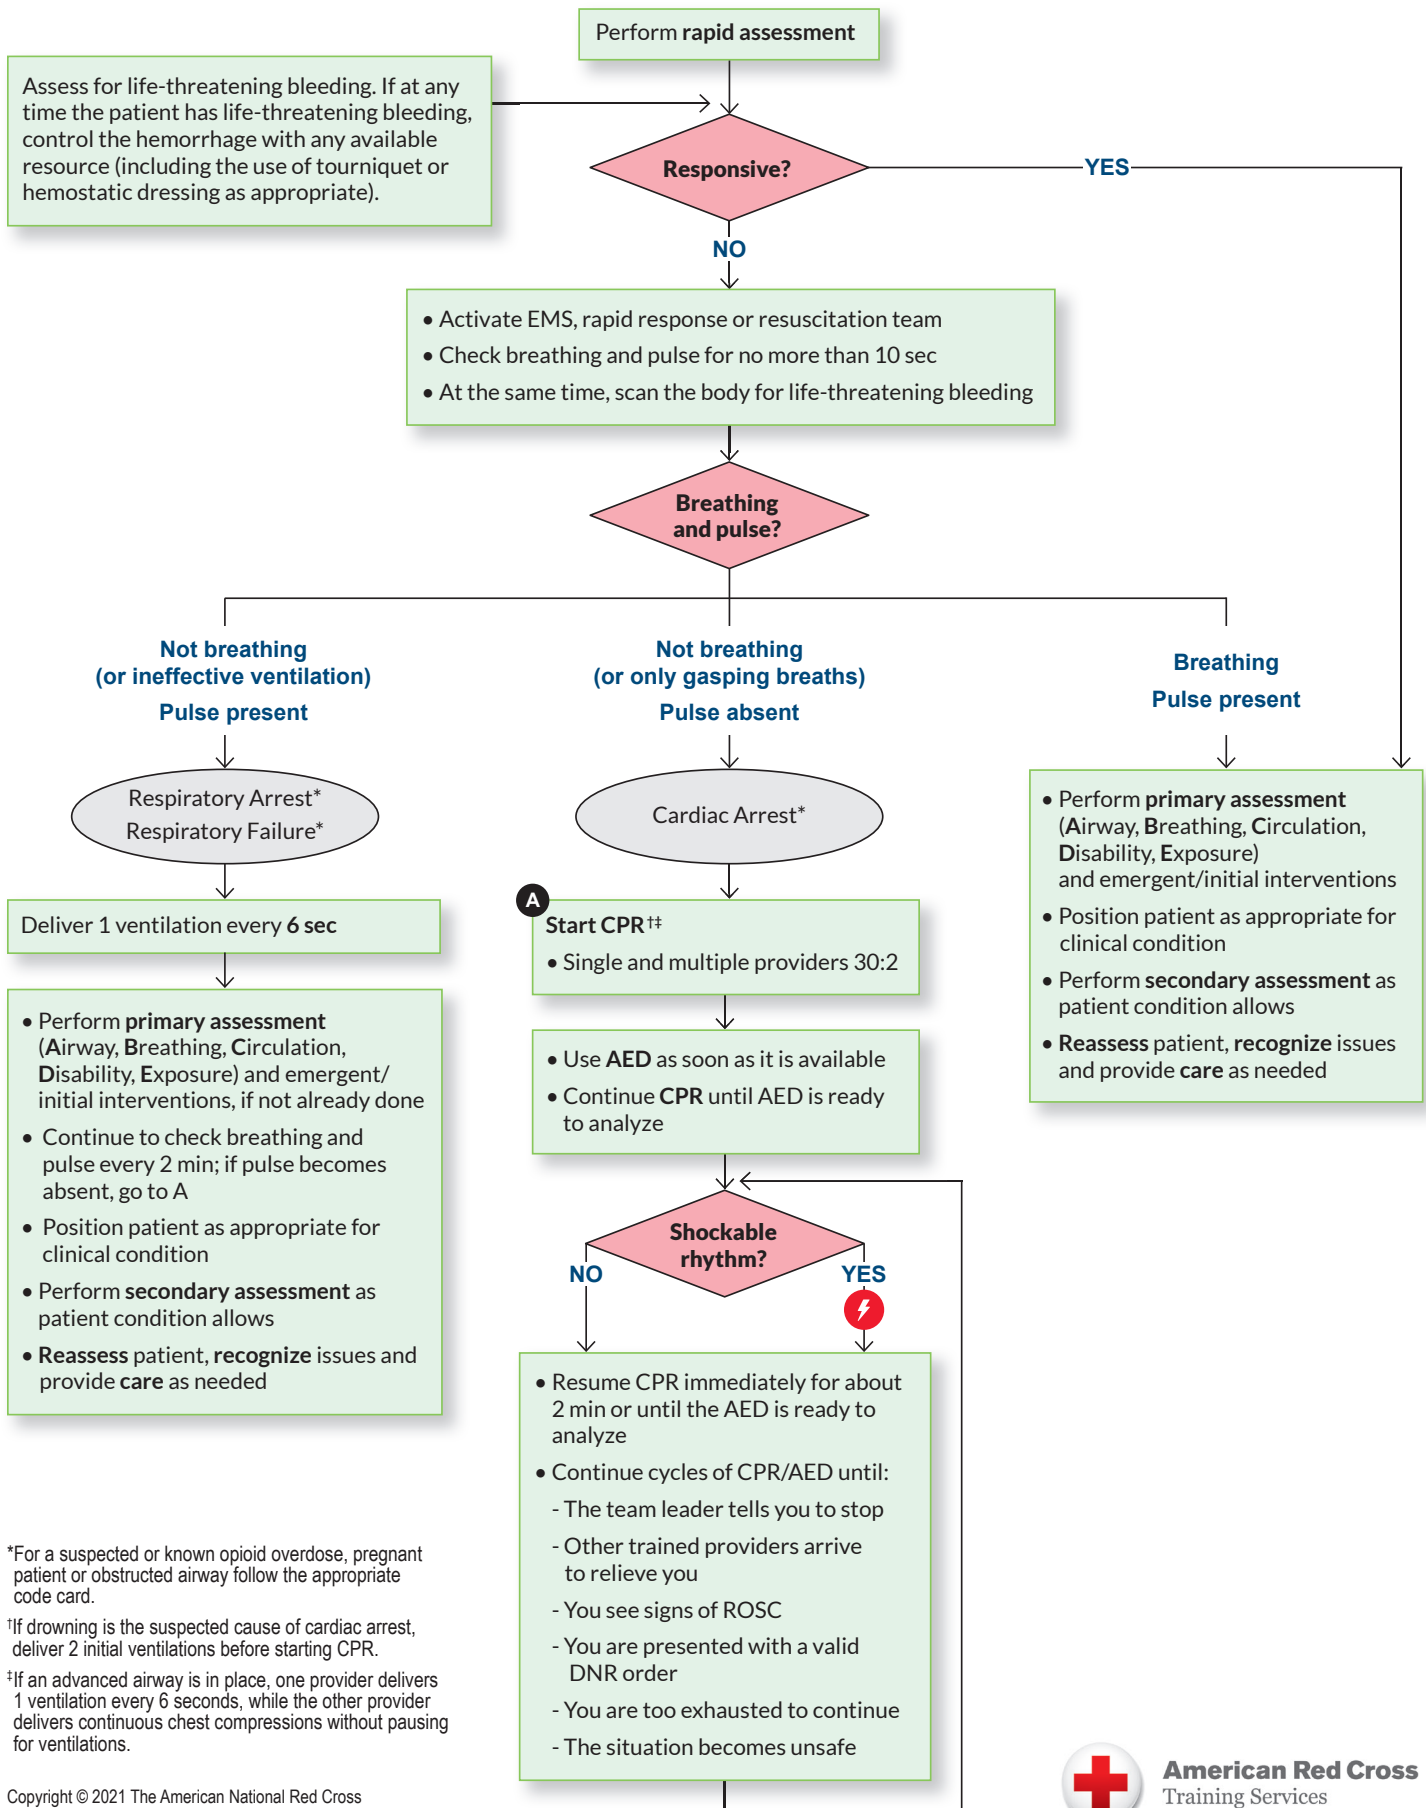 Perform rapid assessment
Assess for life-threatening bleeding. If at any
time the patient has life-threatening bleeding,
control the hemorrhage with any available
resource (including the use of tourniquet or
hemostatic dressing as appropriate).
Responsive?
YES
NO
• Activate EMS, rapid response or resuscitation team
• Check breathing and pulse for no more than 10 sec
• At the same time, scan the body for life-threatening bleeding
Breathing
and pulse?
Not breathing
(or ineffective ventilation)
Pulse present
Not breathing
(or only gasping breaths)
Pulse absent
Breathing
Pulse present
Respiratory Arrest*
Respiratory Failure*
Deliver 1 ventilation every 6 sec
• Perform primary assessment
(Airway, Breathing, Circulation,
Disability, Exposure) and emergent/
initial interventions, if not already done
• Continue to check breathing and
pulse every 2 min; if pulse becomes
absent, go to A
• Position patient as appropriate for
clinical condition
• Perform secondary assessment as
patient condition allows
• Reassess patient, recognize issues and
provide care as needed
Cardiac Arrest*
A
Start CPR†‡
• Single and multiple providers 30:2
• Use AED as soon as it is available
• Continue CPR until AED is ready
to analyze
Shockable
rhythm?
NO
YES
• Resume CPR immediately for about
2 min or until the AED is ready to
analyze
• Continue cycles of CPR/AED until:
- The team leader tells you to stop
- Other trained providers arrive
to relieve you
- You see signs of ROSC
- You are presented with a valid
DNR order
- You are too exhausted to continue
- The situation becomes unsafe
• Perform primary assessment
(Airway, Breathing, Circulation,
Disability, Exposure)
and emergent/initial interventions
• Position patient as appropriate for
clinical condition
• Perform secondary assessment as
patient condition allows
• Reassess patient, recognize issues
and provide care as needed
*For a suspected or known opioid overdose, pregnant
patient or obstructed airway follow the appropriate
code card.
†If drowning is the suspected cause of cardiac arrest,
deliver 2 initial ventilations before starting CPR.
‡If an advanced airway is in place, one provider delivers
1 ventilation every 6 seconds, while the other provider
delivers continuous chest compressions without pausing
for ventilations.
Copyright © 2021 The American National Red Cross
American Red Cross
Training Services